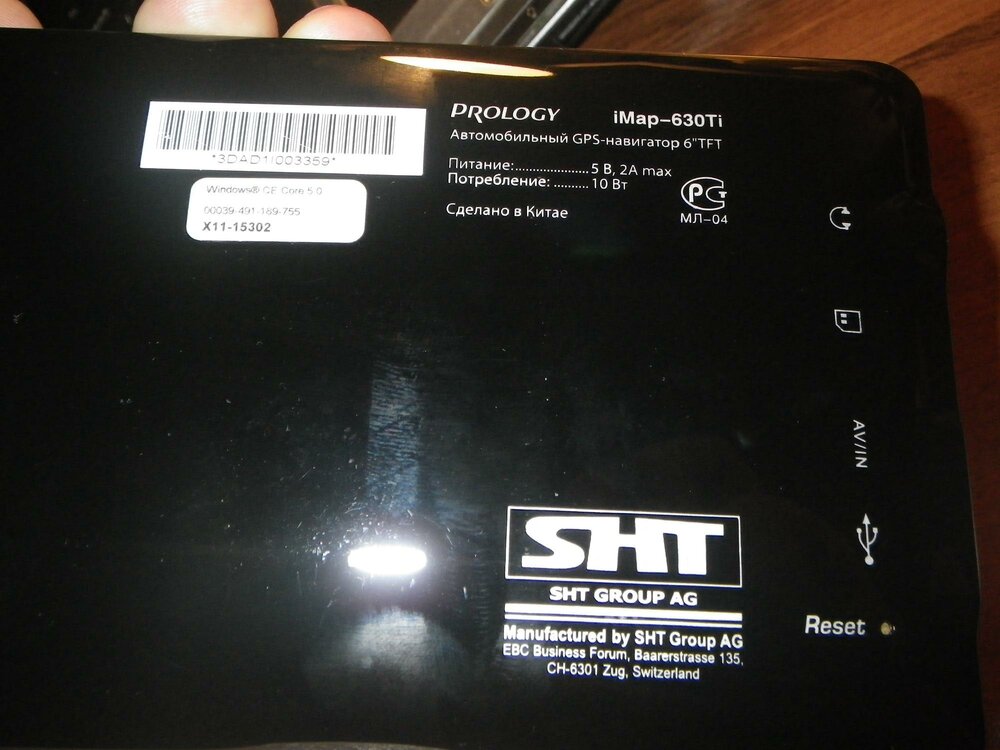 *3DAD1I003359*
Windows® CE Core 5.0
00039-491-189-755
X11-15302
PROLOGY iMap-630Ti
Автомобильный GPS-навигатор 6"TFT
Питание:.....................5 В, 2A max
Потребление: ..........10 Вт
Сделано в Китае
РСТ
МЛ-04
AV/IN
SHT
SHT GROUP AG
Manufactured by SHT Group AG
EBC Business Forum, Baarerstrasse 135,
CH-6301 Zug, Switzerland
Reset